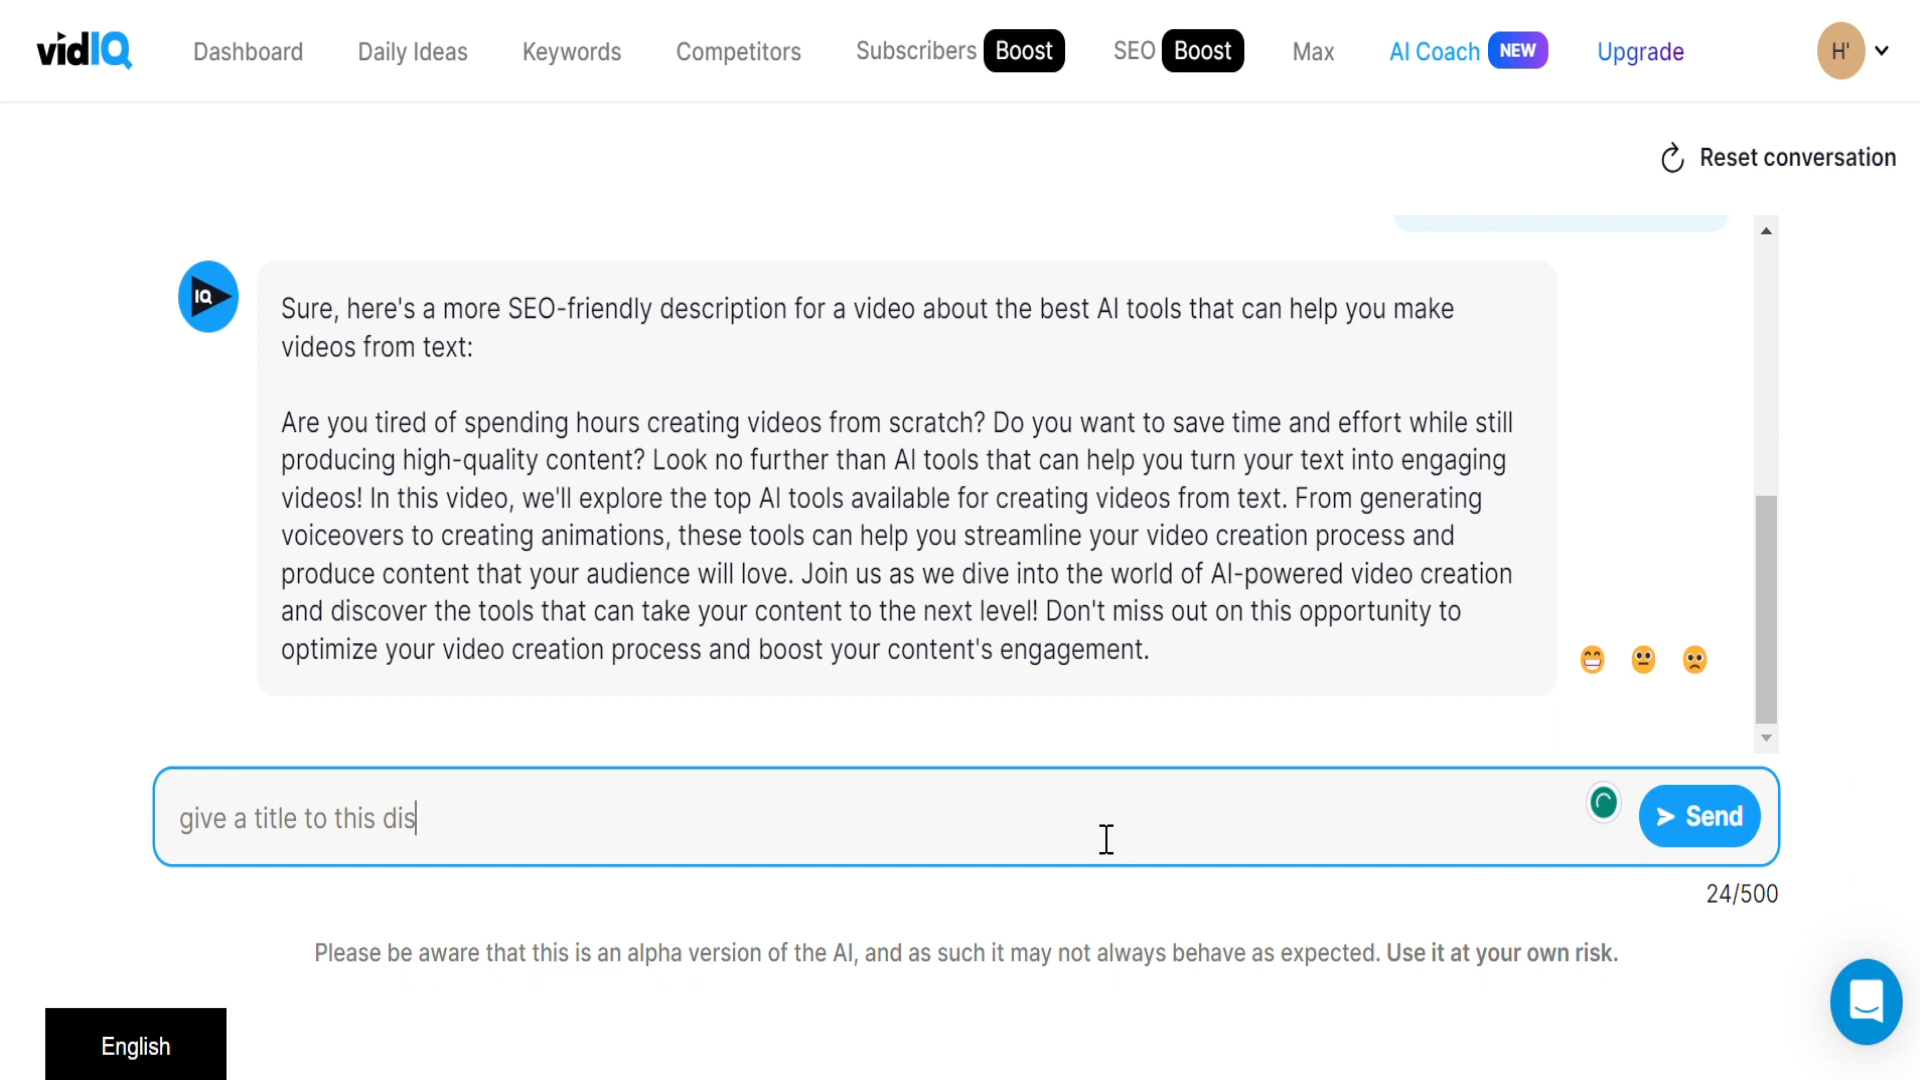 vidIQ Dashboard Daily Ideas Keywords Competitors Subscribers Boost SEO Boost Max AI Coach NEW Upgrade H'
Reset conversation
IQ
Sure, here's a more SEO-friendly description for a video about the best AI tools that can help you make
videos from text:
Are you tired of spending hours creating videos from scratch? Do you want to save time and effort while still
producing high-quality content? Look no further than AI tools that can help you turn your text into engaging
videos! In this video, we'll explore the top AI tools available for creating videos from text. From generating
voiceovers to creating animations, these tools can help you streamline your video creation process and
produce content that your audience will love. Join us as we dive into the world of AI-powered video creation
and discover the tools that can take your content to the next level! Don't miss out on this opportunity to
optimize your video creation process and boost your content's engagement.
give a title to this dis
Send
24/500
Please be aware that this is an alpha version of the AI, and as such it may not always behave as expected. Use it at your own risk.
English